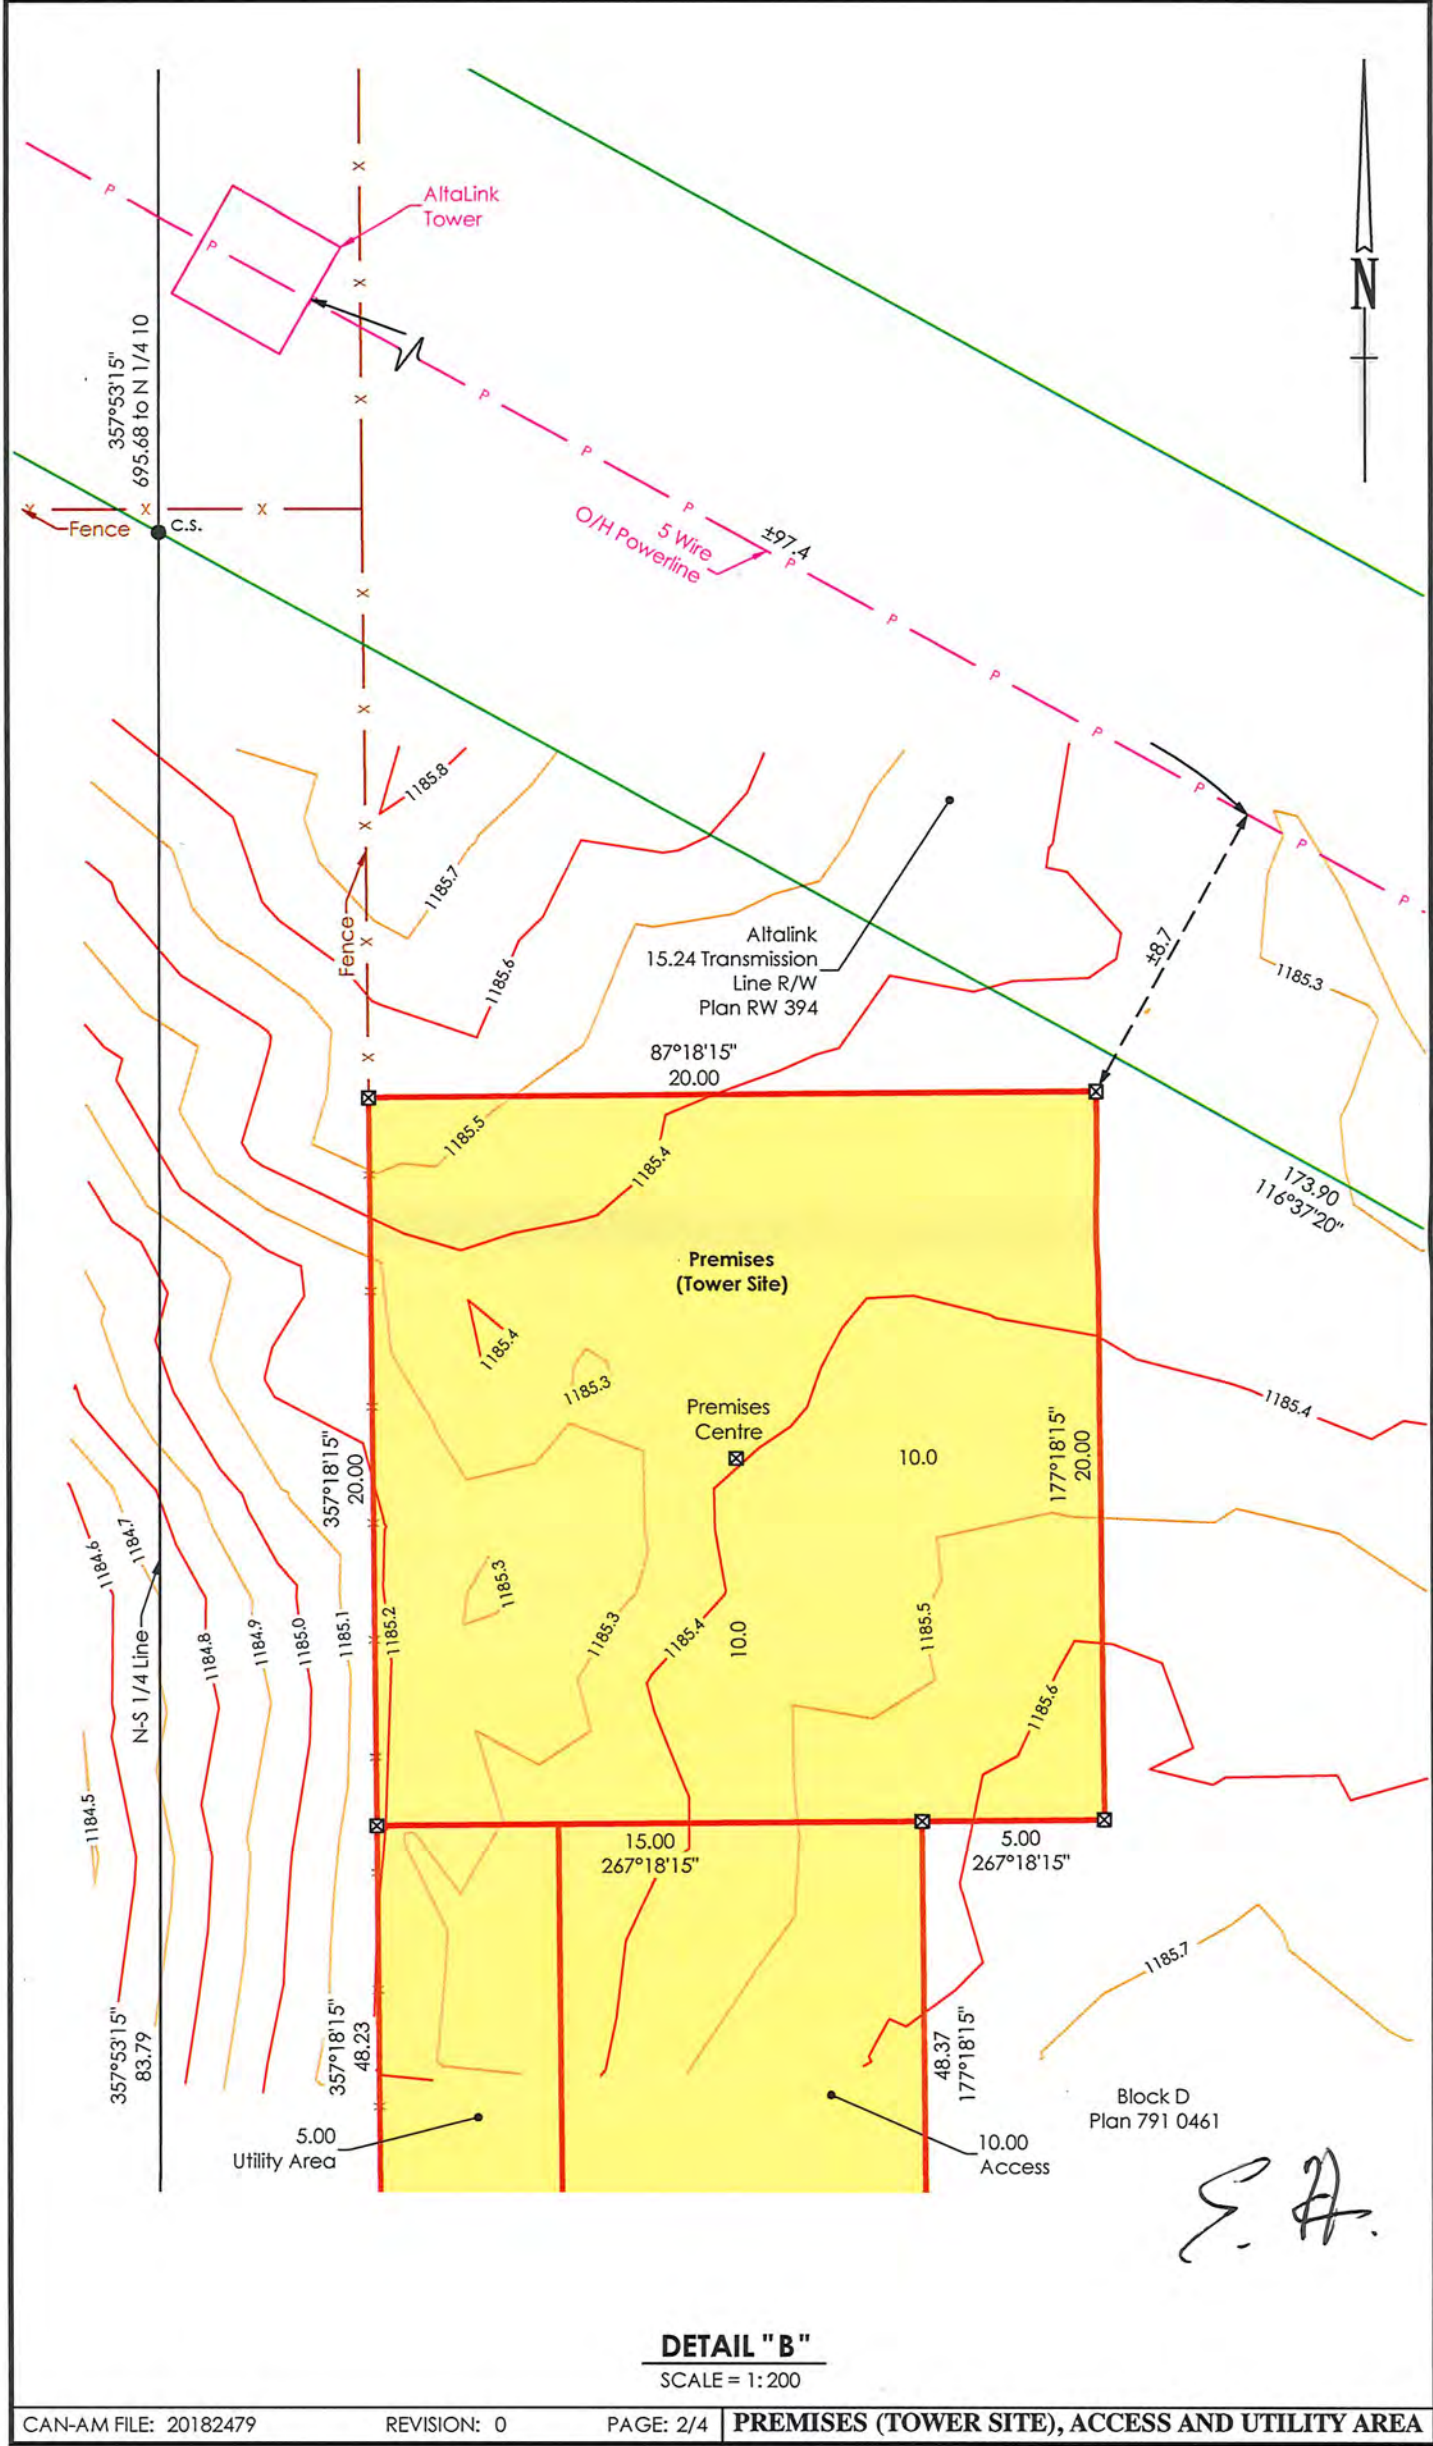 AltaLink
Tower
N
357°53'15"
695.68 to N 1/4 10
Fence
C.S.
5 Wire
O/H Powerline
±97.4
1185.8
1185.7
1185.6
Fence
Altalink
15.24 Transmission
Line R/W
Plan RW 394
±8.7
1185.3
87°18'15"
20.00
1185.5
1185.4
173.90
116°37'20"
Premises
(Tower Site)
1185.4
1185.3
1185.4
Premises
Centre
10.0
177°18'15"
20.00
357°18'15"
20.00
1184.6
1184.7
1184.8
1184.9
1185.0
1185.1
1185.2
1185.3
1185.3
1185.4
10.0
1185.5
1185.6
N-S 1/4 Line
1184.5
15.00
267°18'15"
5.00
267°18'15"
1185.7
357°53'15"
83.79
357°18'15"
48.23
48.37
177°18'15"
5.00
Utility Area
10.00
Access
Block D
Plan 791 0461
E. H.
DETAIL "B"
SCALE = 1:200
CAN-AM FILE: 20182479
REVISION: 0
PAGE: 2/4
PREMISES (TOWER SITE), ACCESS AND UTILITY AREA
P P P P P P P P P P P P
X X X X X X X X X X X